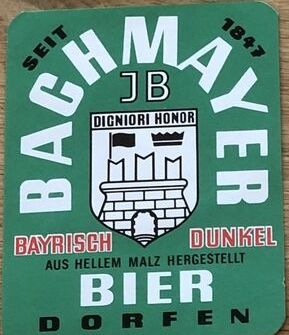 SEIT 1847
BACHMAYER
JB
DIGNIORI HONOR
BAYRISCH DUNKEL
AUS HELLEM MALZ HERGESTELLT
BIER
DORFEN